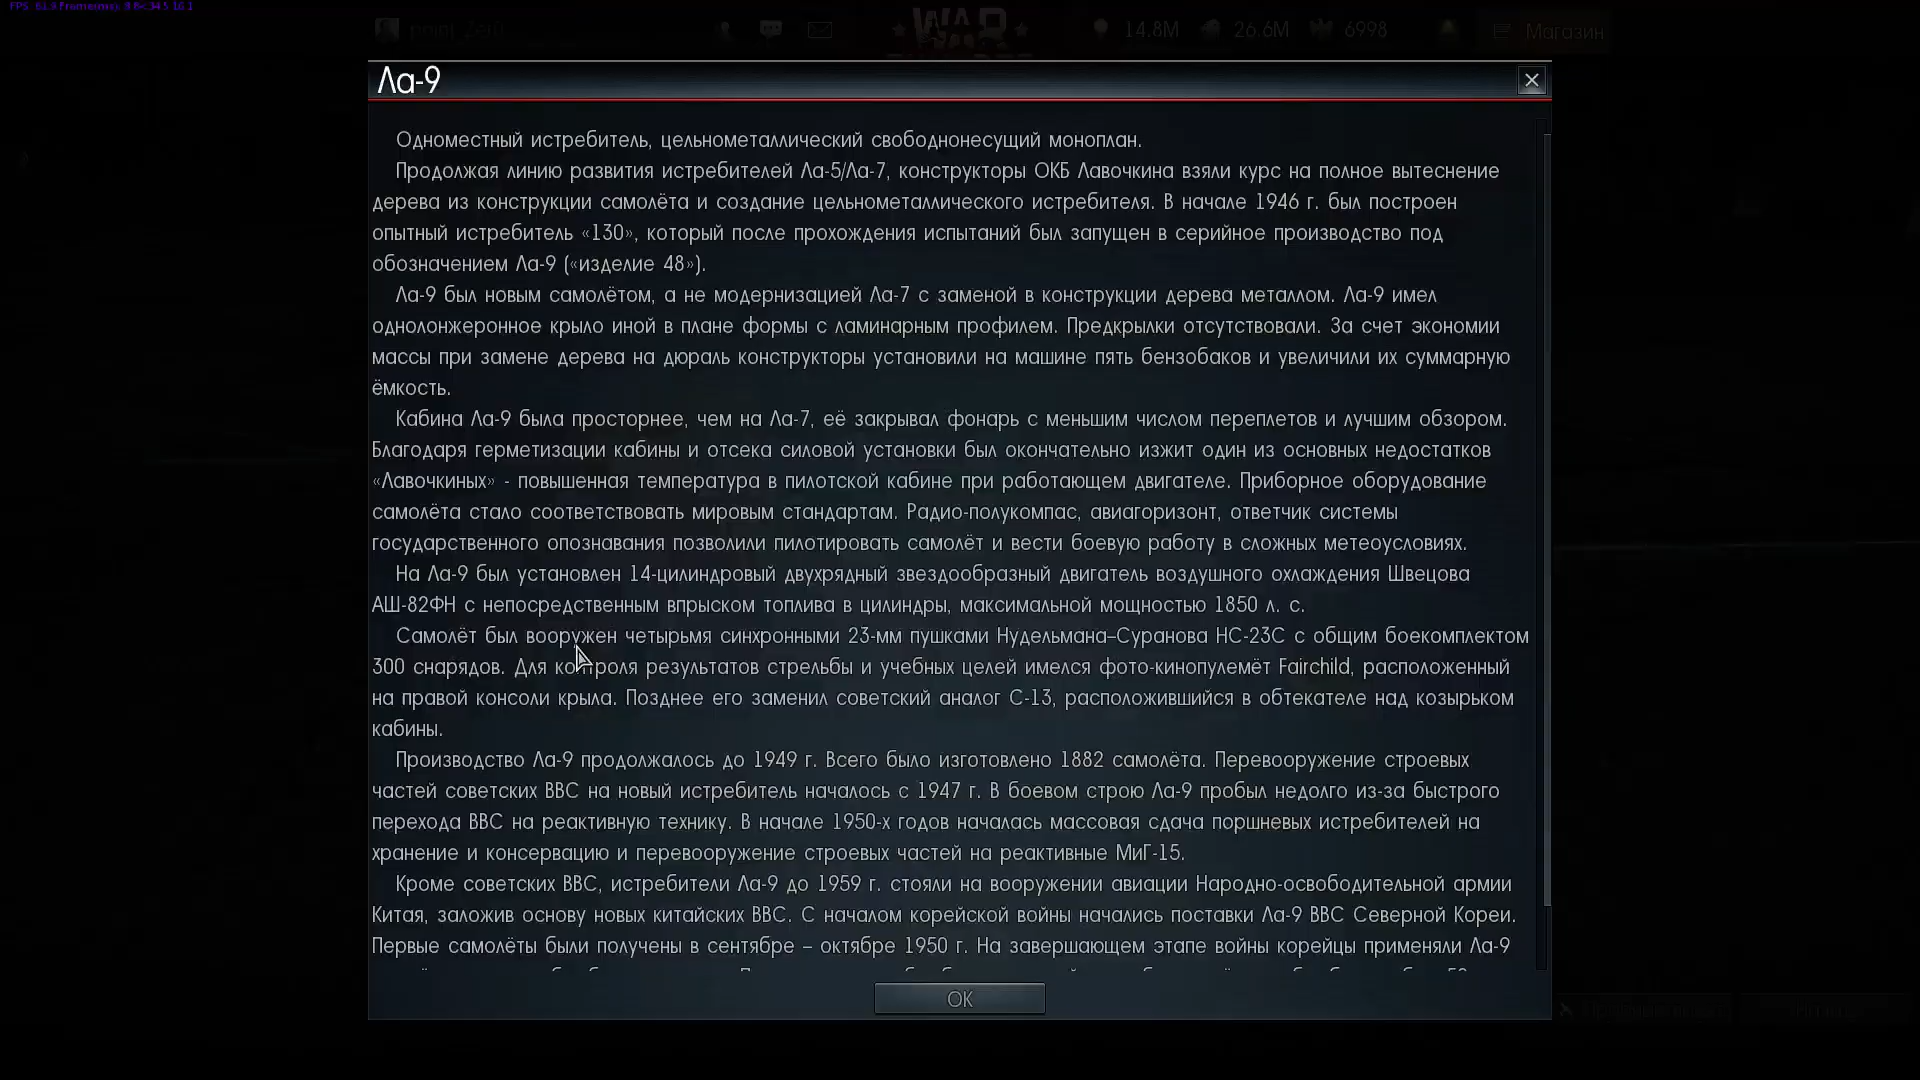 14.8M 26.6M 6998 Магазин
Ла-9
Одноместный истребитель, цельнометаллический свободнонесущий моноплан.
Продолжая линию развития истребителей Ла-5/Ла-7, конструкторы ОКБ Лавочкина взяли курс на полное вытеснение
дерева из конструкции самолёта и создание цельнометаллического истребителя. В начале 1946 г. был построен
опытный истребитель «130», который после прохождения испытаний был запущен в серийное производство под
обозначением Ла-9 («изделие 48»).
Ла-9 был новым самолётом, а не модернизацией Ла-7 с заменой в конструкции дерева металлом. Ла-9 имел
однолонжеронное крыло иной в плане формы с ламинарным профилем. Предкрылки отсутствовали. За счет экономии
массы при замене дерева на дюраль конструкторы установили на машине пять бензобаков и увеличили их суммарную
ёмкость.
Кабина Ла-9 была просторнее, чем на Ла-7, её закрывал фонарь с меньшим числом переплетов и лучшим обзором.
Благодаря герметизации кабины и отсека силовой установки был окончательно изжит один из основных недостатков
«Лавочкиных» - повышенная температура в пилотской кабине при работающем двигателе. Приборное оборудование
самолёта стало соответствовать мировым стандартам. Радио-полукомпас, авиагоризонт, ответчик системы
государственного опознавания позволили пилотировать самолёт и вести боевую работу в сложных метеоусловиях.
На Ла-9 был установлен 14-цилиндровый двухрядный звездообразный двигатель воздушного охлаждения Швецова
АШ-82ФН с непосредственным впрыском топлива в цилиндры, максимальной мощностью 1850 л. с.
Самолёт был вооружен четырьмя синхронными 23-мм пушками Нудельмана–Суранова НС-23С с общим боекомплектом
300 снарядов. Для контроля результатов стрельбы и учебных целей имелся фото-кинопулемёт Fairchild, расположенный
на правой консоли крыла. Позднее его заменил советский аналог С-13, расположившийся в обтекателе над козырьком
кабины.
Производство Ла-9 продолжалось до 1949 г. Всего было изготовлено 1882 самолёта. Перевооружение строевых
частей советских ВВС на новый истребитель началось с 1947 г. В боевом строю Ла-9 пробыл недолго из-за быстрого
перехода ВВС на реактивную технику. В начале 1950-х годов началась массовая сдача поршневых истребителей на
хранение и консервацию и перевооружение строевых частей на реактивные МиГ-15.
Кроме советских ВВС, истребители Ла-9 до 1959 г. стояли на вооружении авиации Народно-освободительной армии
Китая, заложив основу новых китайских ВВС. С началом корейской войны начались поставки Ла-9 ВВС Северной Кореи.
Первые самолёты были получены в сентябре – октябре 1950 г. На завершающем этапе войны корейцы применяли Ла-9
OK